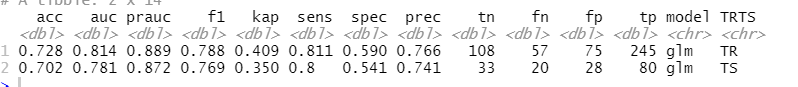 # A tibble: 2 x 14
acc auc prauc f1 kap sens spec prec tn fn fp tp model TRTS
<dbl> <dbl> <dbl> <dbl> <dbl> <dbl> <dbl> <dbl> <dbl> <dbl> <dbl> <dbl> <chr> <chr>
1 0.728 0.814 0.889 0.788 0.409 0.811 0.590 0.766 108 57 75 245 glm TR
2 0.702 0.781 0.872 0.769 0.350 0.8 0.541 0.741 33 20 28 80 glm TS
>